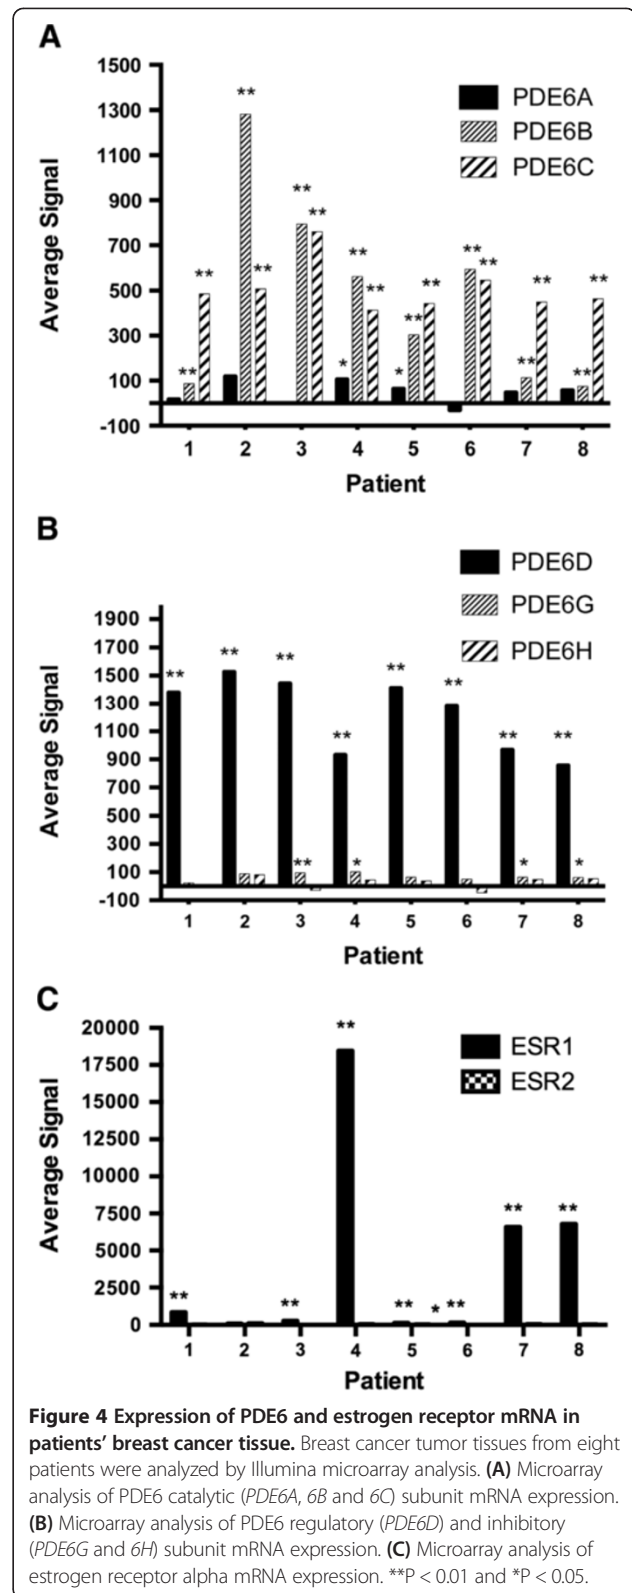 A
1500
1300
1100
900
700
500
300
100
-100
Average Signal
PDE6A
PDE6B
PDE6C
** ** ** ** ** ** ** * ** ** * ** ** ** ** ** ** ** **
1 2 3 4 5 6 7 8
Patient
B
1900
1700
1500
1300
1100
900
700
500
300
100
-100
Average Signal
PDE6D
PDE6G
PDE6H
** ** ** ** ** ** ** **
** * * *
1 2 3 4 5 6 7 8
Patient
C
20000
17500
15000
12500
10000
7500
5000
2500
0
Average Signal
ESR1
ESR2
** ** ** ** * ** ** **
1 2 3 4 5 6 7 8
Patient
Figure 4 Expression of PDE6 and estrogen receptor mRNA in
patients’ breast cancer tissue. Breast cancer tumor tissues from eight
patients were analyzed by Illumina microarray analysis. (A) Microarray
analysis of PDE6 catalytic (PDE6A, 6B and 6C) subunit mRNA expression.
(B) Microarray analysis of PDE6 regulatory (PDE6D) and inhibitory
(PDE6G and 6H) subunit mRNA expression. (C) Microarray analysis of
estrogen receptor alpha mRNA expression. **P < 0.01 and *P < 0.05.